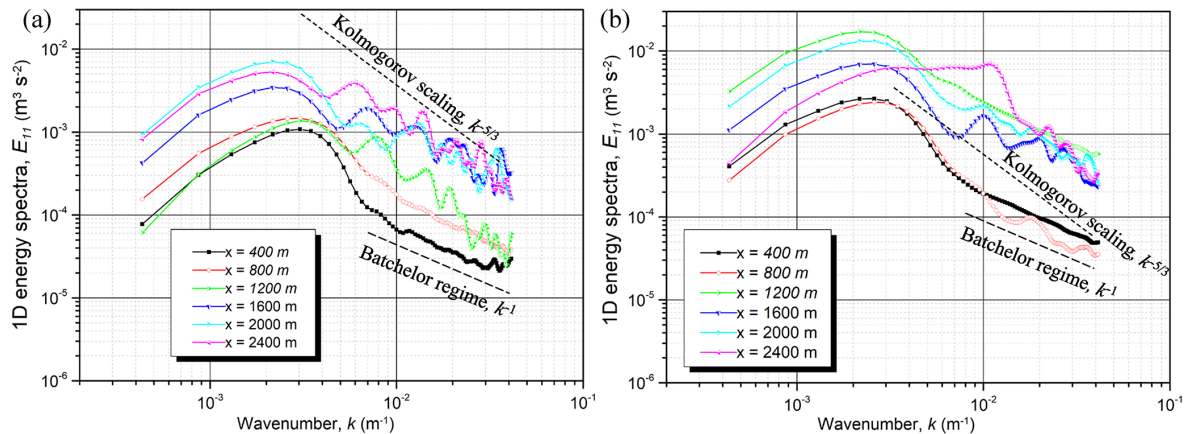 (a)
1D energy spectra, E₁₁ (m³ s⁻²)
10⁻²
10⁻³
10⁻⁴
10⁻⁵
10⁻⁶
Kolmogorov scaling, k⁻⁵/³
Batchelor regime, k⁻¹
x = 400 m
x = 800 m
x = 1200 m
x = 1600 m
x = 2000 m
x = 2400 m
10⁻³
10⁻²
10⁻¹
Wavenumber, k (m⁻¹)
(b)
1D energy spectra, E₁₁ (m³ s⁻²)
10⁻²
10⁻³
10⁻⁴
10⁻⁵
10⁻⁶
Kolmogorov scaling, k⁻⁵/³
Batchelor regime, k⁻¹
x = 400 m
x = 800 m
x = 1200 m
x = 1600 m
x = 2000 m
x = 2400 m
10⁻³
10⁻²
10⁻¹
Wavenumber, k (m⁻¹)